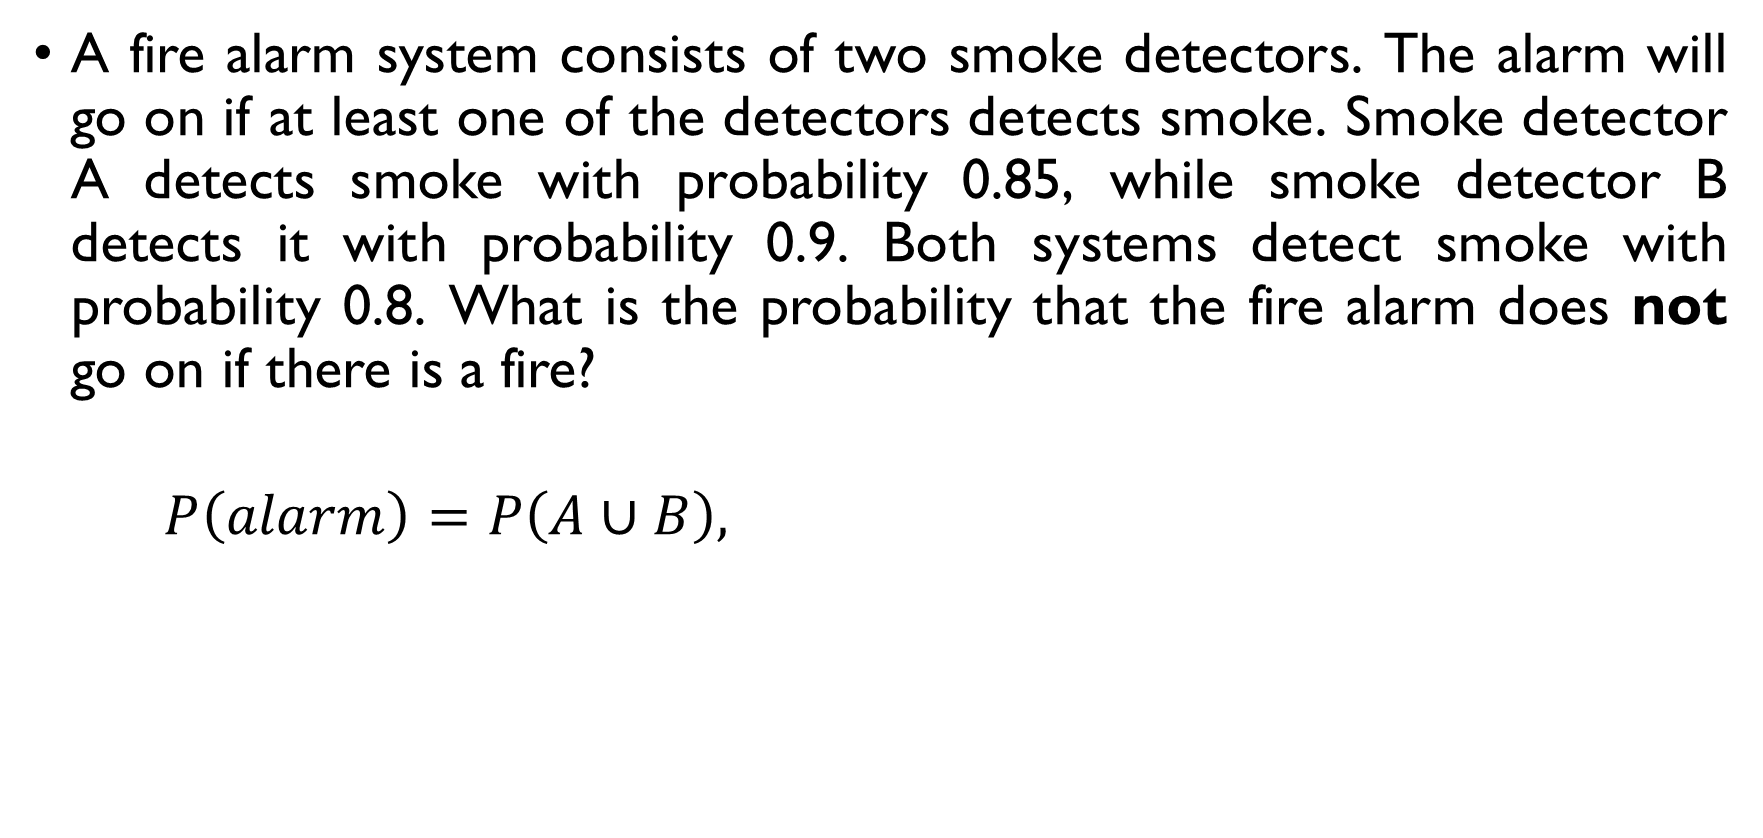 • A fire alarm system consists of two smoke detectors. The alarm will
go on if at least one of the detectors detects smoke. Smoke detector
A detects smoke with probability 0.85, while smoke detector B
detects it with probability 0.9. Both systems detect smoke with
probability 0.8. What is the probability that the fire alarm does not
go on if there is a fire?
P(alarm) = P(A ∪ B),